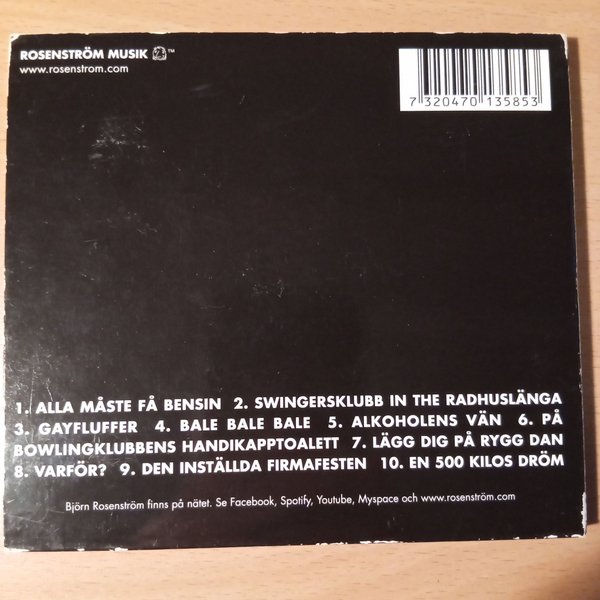 ROSENSTRÖM MUSIK ™
www.rosenstrom.com
7 320470 135853
1. ALLA MÅSTE FÅ BENSIN 2. SWINGERSKLUBB IN THE RADHUSLÄNGA
3. GAYFLUFFER 4. BALE BALE BALE 5. ALKOHOLENS VÄN 6. PÅ
BOWLINGKLUBBENS HANDIKAPPTOALETT 7. LÄGG DIG PÅ RYGG DAN
8. VARFÖR? 9. DEN INSTÄLLDA FIRMAFESTEN 10. EN 500 KILOS DRÖM
Björn Rosenström finns på nätet. Se Facebook, Spotify, Youtube, Myspace och www.rosenström.com